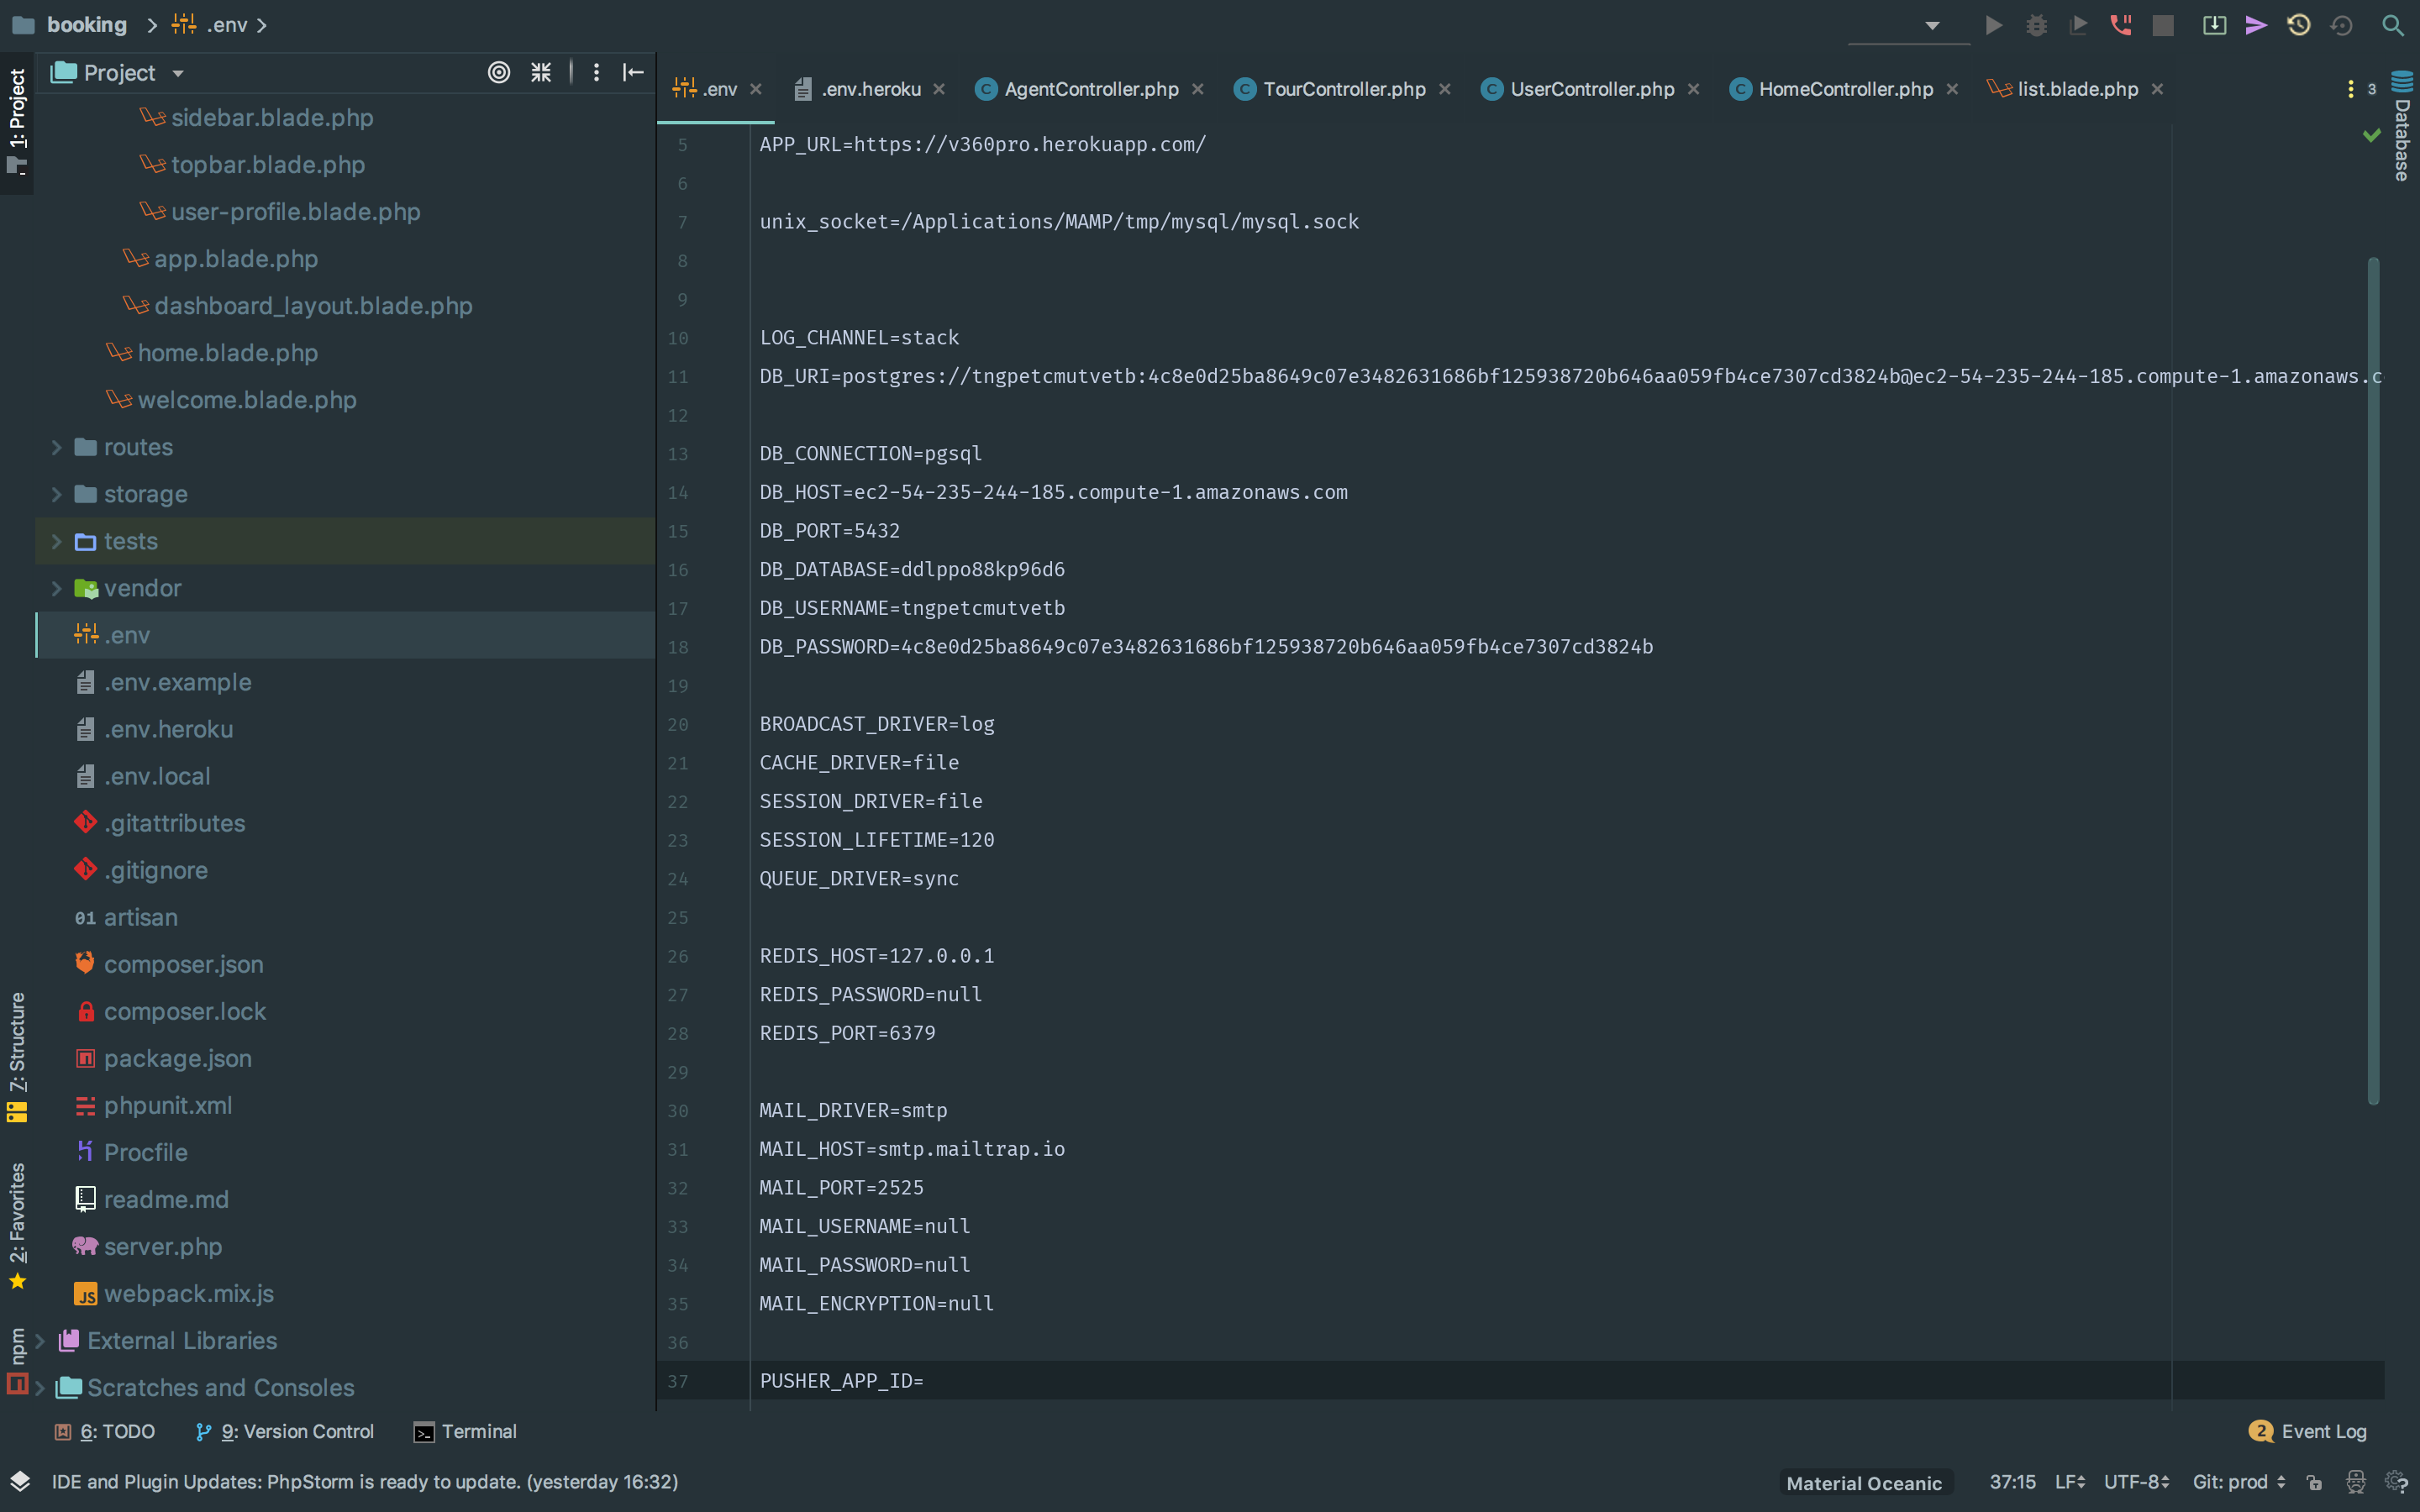 booking > .env >
Project
.env
.env.heroku
AgentController.php
TourController.php
UserController.php
HomeController.php
list.blade.php
3
1: Project
7: Structure
2: Favorites
npm
Database
sidebar.blade.php
topbar.blade.php
user-profile.blade.php
app.blade.php
dashboard_layout.blade.php
home.blade.php
welcome.blade.php
routes
storage
tests
vendor
.env
.env.example
.env.heroku
.env.local
.gitattributes
.gitignore
01 artisan
composer.json
composer.lock
package.json
phpunit.xml
Procfile
readme.md
server.php
JS webpack.mix.js
External Libraries
Scratches and Consoles
5 APP_URL=https://v360pro.herokuapp.com/
6
7 unix_socket=/Applications/MAMP/tmp/mysql/mysql.sock
8
9
10 LOG_CHANNEL=stack
11 DB_URI=postgres://tngpetcmutvetb:4c8e0d25ba8649c07e3482631686bf125938720b646aa059fb4ce7307cd3824b@ec2-54-235-244-185.compute-1.amazonaws.c
12
13 DB_CONNECTION=pgsql
14 DB_HOST=ec2-54-235-244-185.compute-1.amazonaws.com
15 DB_PORT=5432
16 DB_DATABASE=ddlppo88kp96d6
17 DB_USERNAME=tngpetcmutvetb
18 DB_PASSWORD=4c8e0d25ba8649c07e3482631686bf125938720b646aa059fb4ce7307cd3824b
19
20 BROADCAST_DRIVER=log
21 CACHE_DRIVER=file
22 SESSION_DRIVER=file
23 SESSION_LIFETIME=120
24 QUEUE_DRIVER=sync
25
26 REDIS_HOST=127.0.0.1
27 REDIS_PASSWORD=null
28 REDIS_PORT=6379
29
30 MAIL_DRIVER=smtp
31 MAIL_HOST=smtp.mailtrap.io
32 MAIL_PORT=2525
33 MAIL_USERNAME=null
34 MAIL_PASSWORD=null
35 MAIL_ENCRYPTION=null
36
37 PUSHER_APP_ID=
6: TODO
9: Version Control
Terminal
2 Event Log
IDE and Plugin Updates: PhpStorm is ready to update. (yesterday 16:32)
Material Oceanic
37:15
LF
UTF-8
Git: prod